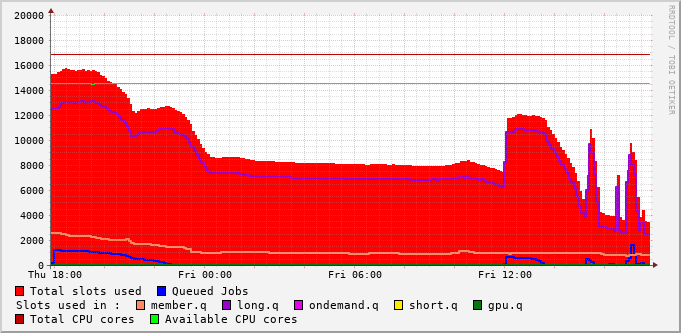 20000
18000
16000
14000
12000
10000
8000
6000
4000
2000
0
Thu 18:00 Fri 00:00 Fri 06:00 Fri 12:00
RRDTOOL / TOBI OETIKER
Total slots used Queued Jobs
Slots used in : member.q long.q ondemand.q short.q gpu.q
Total CPU cores Available CPU cores